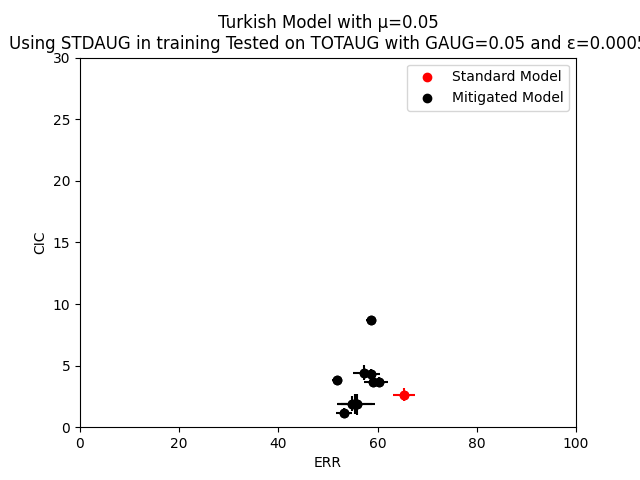 Turkish Model with μ=0.05
Using STDAUG in training Tested on TOTAUG with GAUG=0.05 and ε=0.0005
Standard Model
Mitigated Model
30
25
20
15
10
5
0
CIC
0 20 40 60 80 100
ERR